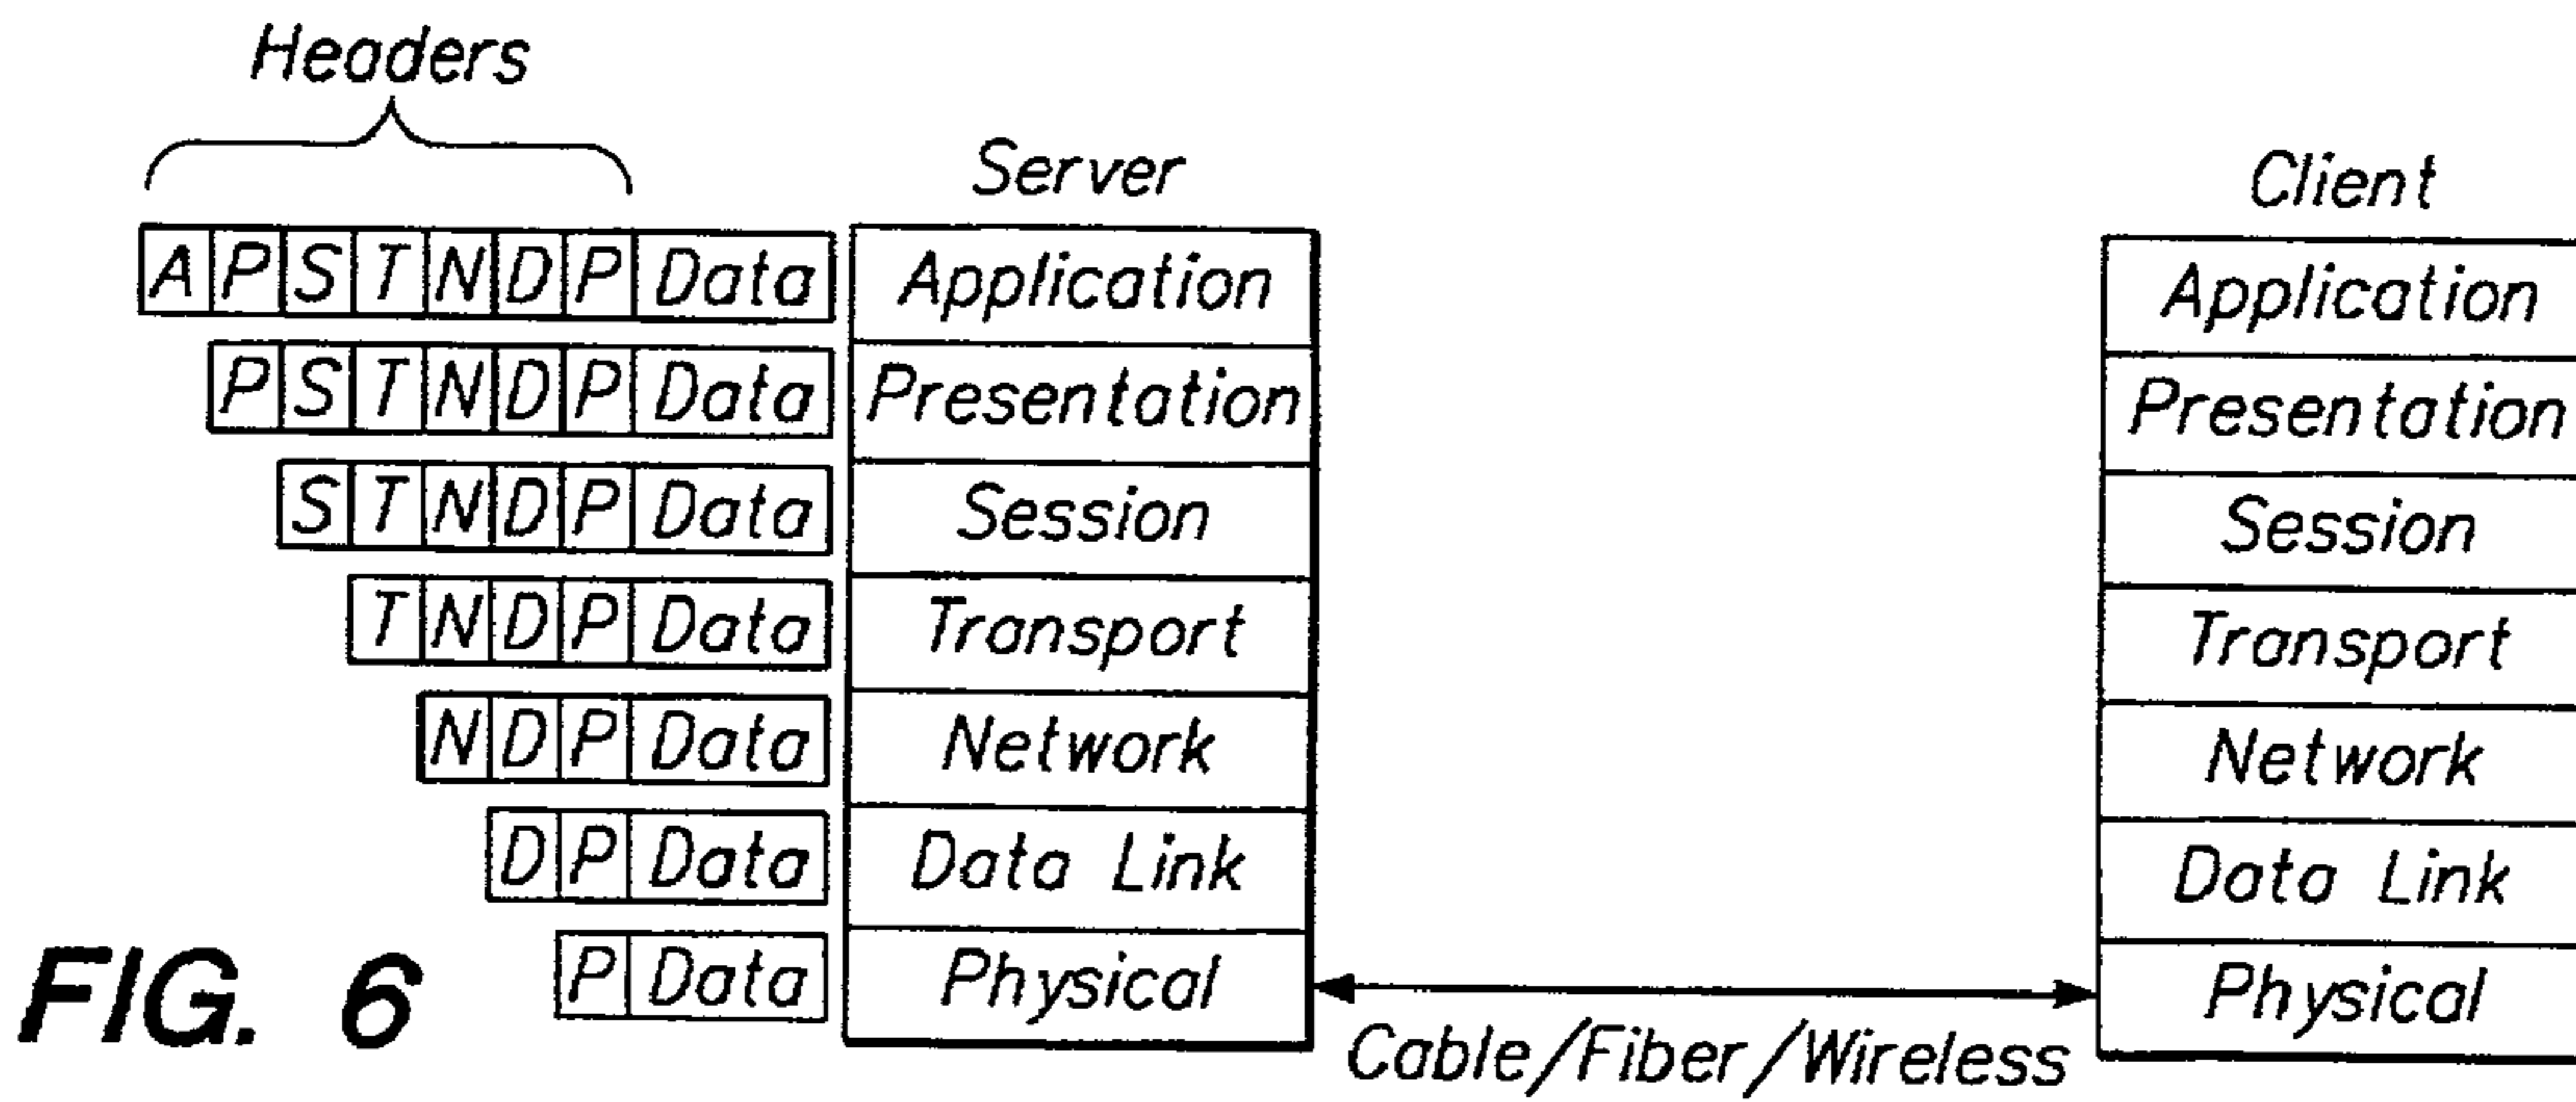 Headers
Server
Client
A P S T N D P Data Application Application
P S T N D P Data Presentation Presentation
S T N D P Data Session Session
T N D P Data Transport Transport
N D P Data Network Network
D P Data Data Link Data Link
P Data Physical Physical
Cable/Fiber/Wireless
FIG. 6